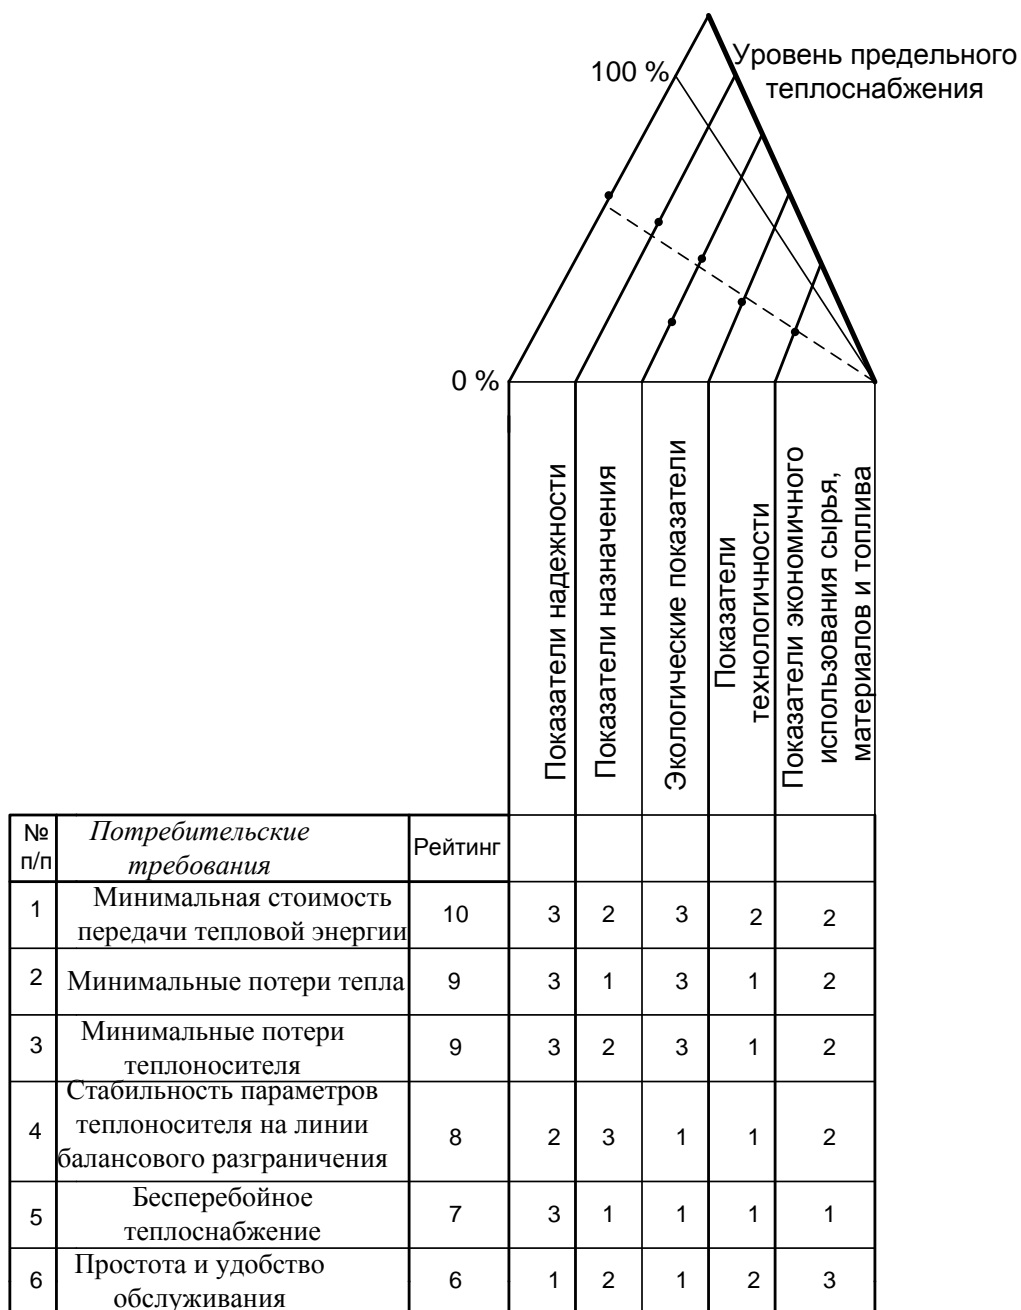 Уровень предельного
теплоснабжения
100 %
0 %
Показатели надежности
Показатели назначения
Экологические показатели
Показатели
технологичности
Показатели экономичного
использования сырья,
материалов и топлива
№
п/п
Потребительские
требования
Рейтинг
1
Минимальная стоимость
передачи тепловой энергии
10
3
2
3
2
2
2
Минимальные потери тепла
9
3
1
3
1
2
3
Минимальные потери
теплоносителя
9
3
2
3
1
2
4
Стабильность параметров
теплоносителя на линии
балансового разграничения
8
2
3
1
1
2
5
Бесперебойное
теплоснабжение
7
3
1
1
1
1
6
Простота и удобство
обслуживания
6
1
2
1
2
3